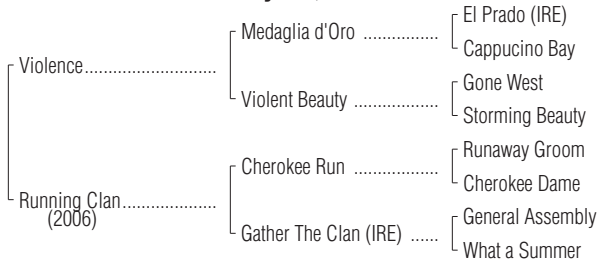 El Prado (IRE)
Medaglia d'Oro ................
Cappucino Bay
Violence............................
Gone West
Violent Beauty ..................
Storming Beauty
Runaway Groom
Cherokee Run ..................
Cherokee Dame
Running Clan....................
(2006)
General Assembly
Gather The Clan (IRE) ......
What a Summer